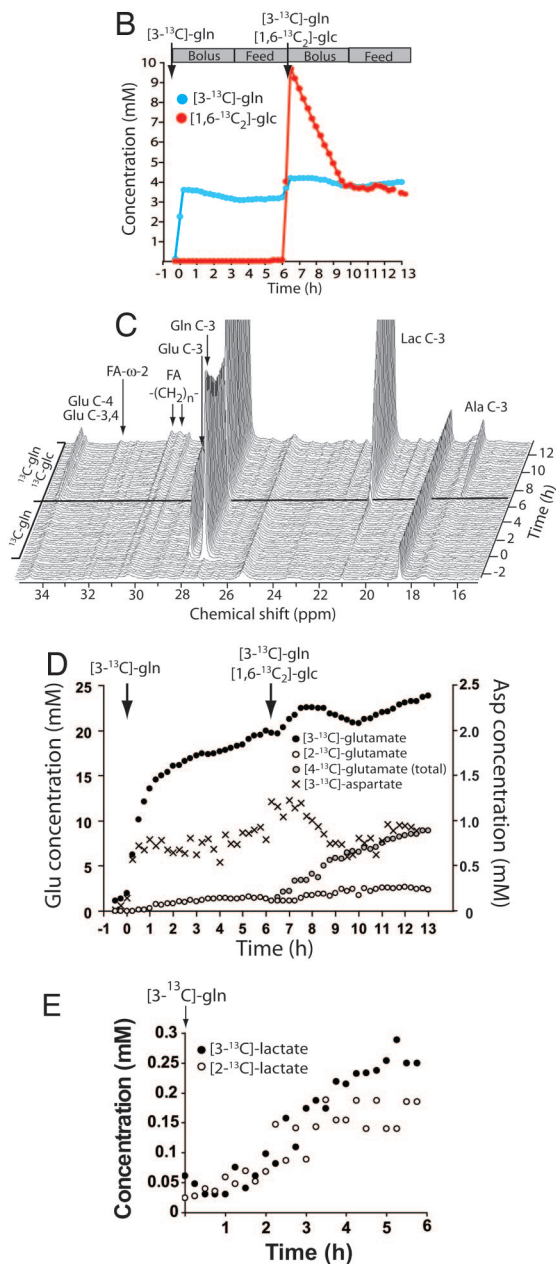 B
[3-¹³C]-gln
[3-¹³C]-gln
[1,6-¹³C₂]-glc
Bolus
Feed
Bolus
Feed
[3-¹³C]-gln
[1,6-¹³C₂]-glc
Concentration (mM)
10
9
8
7
6
5
4
3
2
1
-1 0 1 2 3 4 5 6 7 8 9 10 11 12 13
Time (h)
C
Gln C-3
Glu C-3
FA-ω-2
FA
-(CH₂)ₙ-
Glu C-4
Glu C-3,4
Lac C-3
Ala C-3
¹³C-gln
¹³C-glc
¹³C-gln
12
10
8
6
4
2
0
-2
Time (h)
34 32 30 28 26 24 22 20 18 16
Chemical shift (ppm)
D
[3-¹³C]-gln
[3-¹³C]-gln
[1,6-¹³C₂]-glc
Glu concentration (mM)
25
20
15
10
5
0
[3-¹³C]-glutamate
[2-¹³C]-glutamate
[4-¹³C]-glutamate (total)
[3-¹³C]-aspartate
2.5
2.0
1.5
1.0
0.5
0
Asp concentration (mM)
-1 0 1 2 3 4 5 6 7 8 9 10 11 12 13
Time (h)
E
[3-¹³C]-gln
[3-¹³C]-lactate
[2-¹³C]-lactate
Concentration (mM)
0.3
0.25
0.2
0.15
0.1
0.05
0
1 2 3 4 5 6
Time (h)